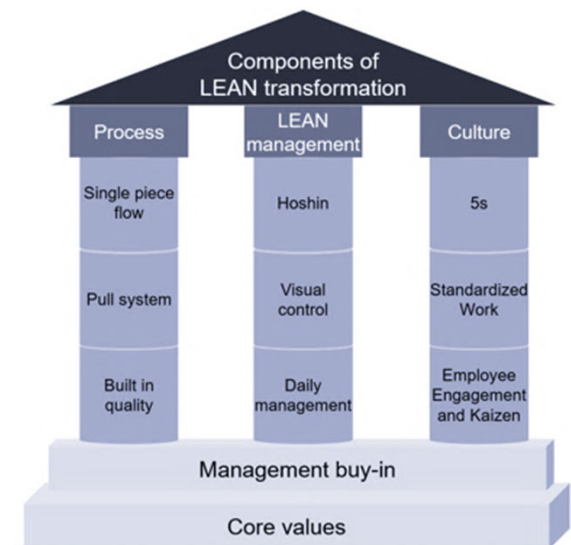 Components of
LEAN transformation
Process
LEAN
management
Culture
Single piece
flow
Hoshin
5s
Pull system
Visual
control
Standardized
Work
Built in
quality
Daily
management
Employee
Engagement
and Kaizen
Management buy-in
Core values